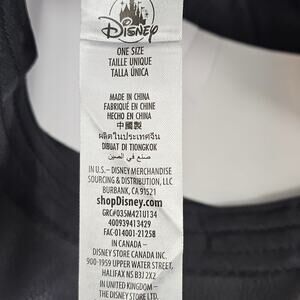 Disney
ONE SIZE
TAILLE UNIQUE
TALLA ÚNICA
MADE IN CHINA
FABRIQUÉ EN CHINE
HECHO EN CHINA
中國製
ผลิตในประเทศจีน
DIBUAT DI TIONGKOK
صنع في الصين
IN U.S.– DISNEY MERCHANDISE
SOURCING & DISTRIBUTION, LLC
BURBANK, CA 91521
shopDisney.com
GRC#035M421U134
400939413429
FAC-014001-21258
IN CANADA –
DISNEY STORE CANADA INC.
900-1959 UPPER WATER STREET,
HALIFAX NS B3J 2X2
IN UNITED KINGDOM –
THE DISNEY STORE LTD.